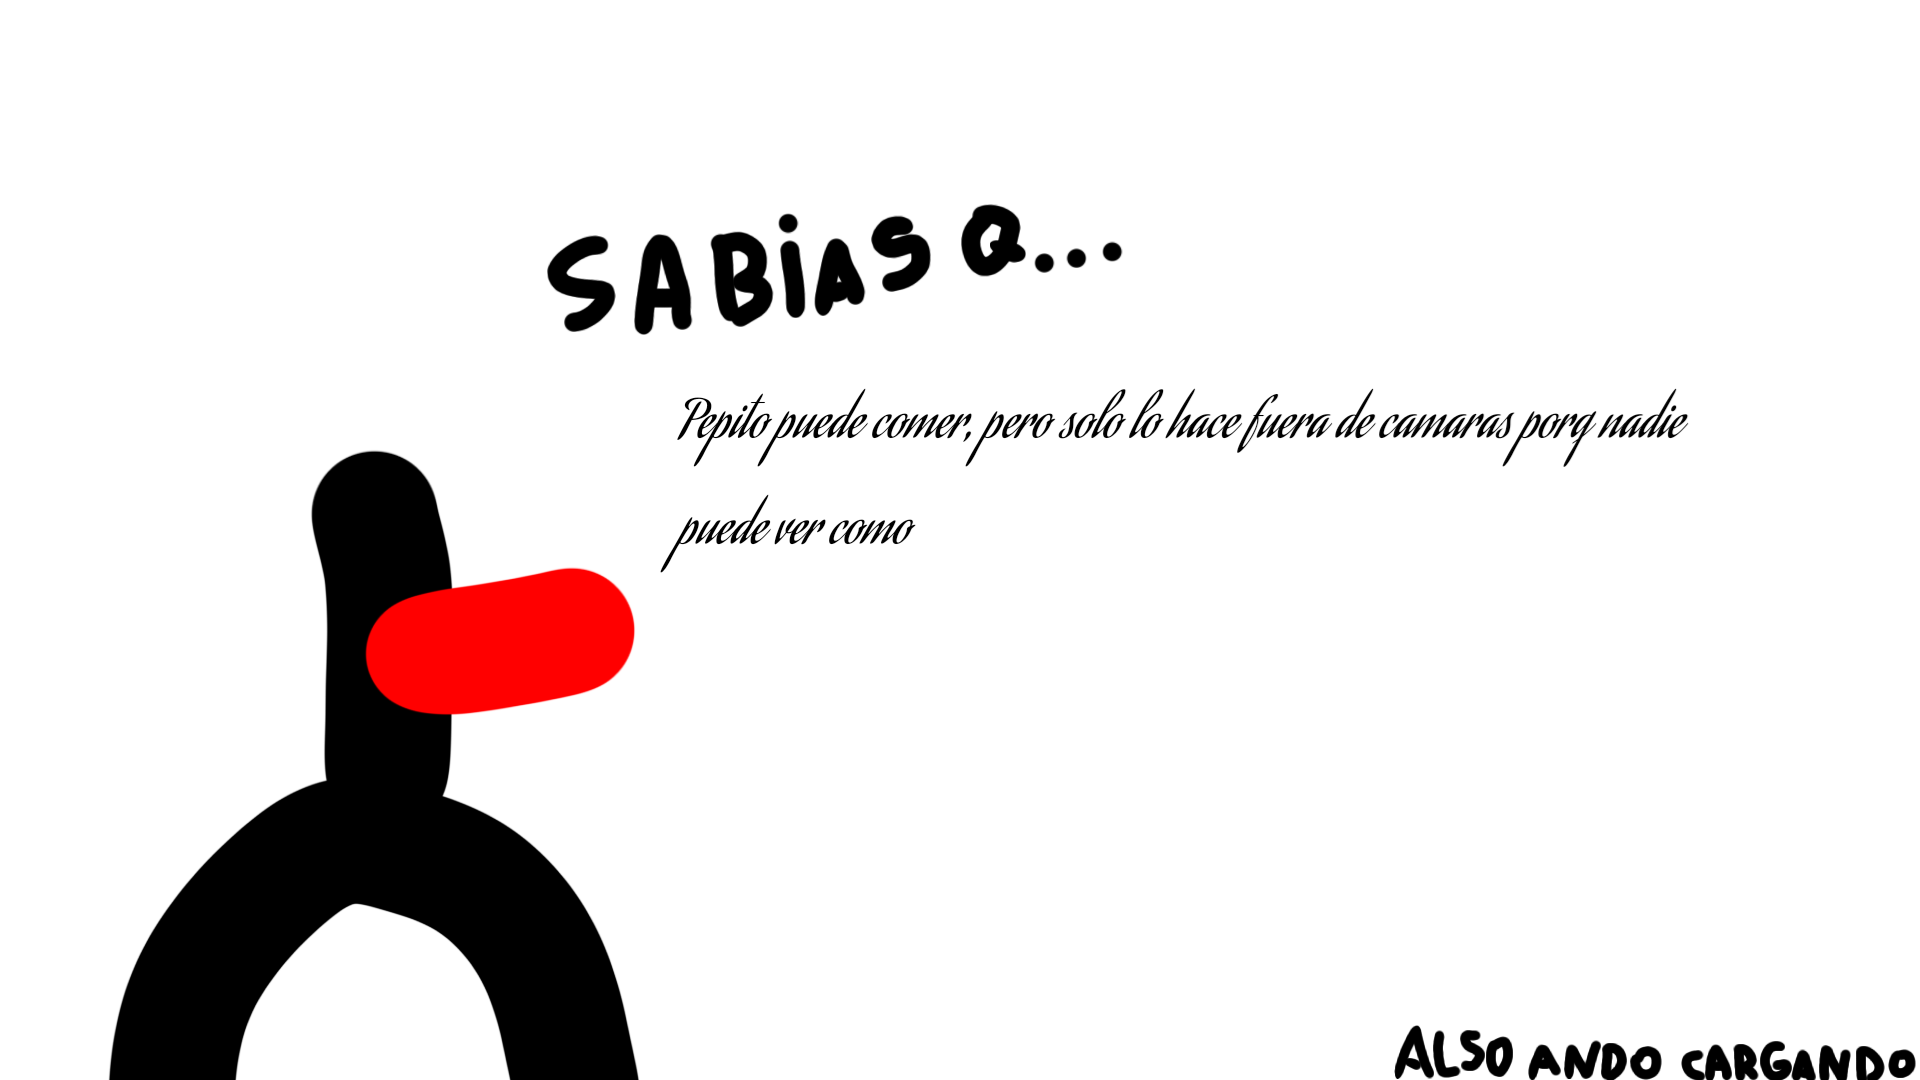 SABiAS Q...
Pepito puede comer, pero solo lo hace fuera de camaras porq nadie
puede ver como
ALSO ANDO CARGANDO